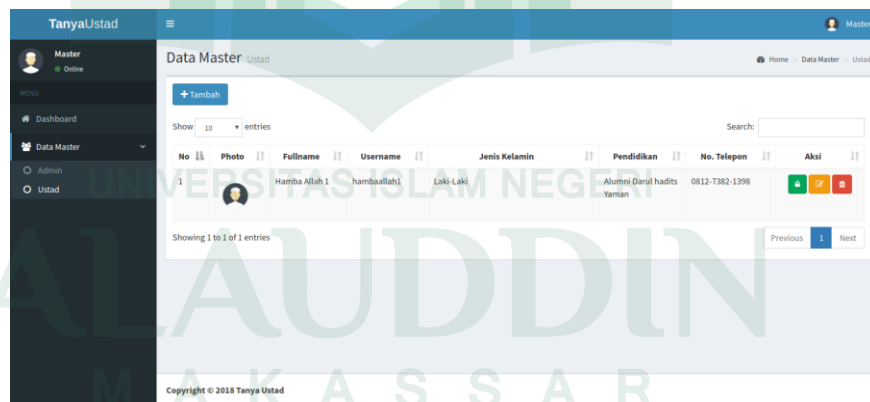 TanyaUstad
Master
Master
Online
MENU
Dashboard
Data Master
Admin
Ustad
Data Master Ustad
Home > Data Master > Ustad
+ Tambah
Show 10 entries
Search:
No Photo Fullname Username Jenis Kelamin Pendidikan No. Telepon Aksi
1 Hamba Allah 1 hambaallah1 Laki-Laki Alumni Darul hadits 0812-7382-1398
Yaman
Showing 1 to 1 of 1 entries
Previous 1 Next
Copyright © 2018 Tanya Ustad
UNIVERSITAS ISLAM NEGERI
ALAUDDIN
MAKASSAR